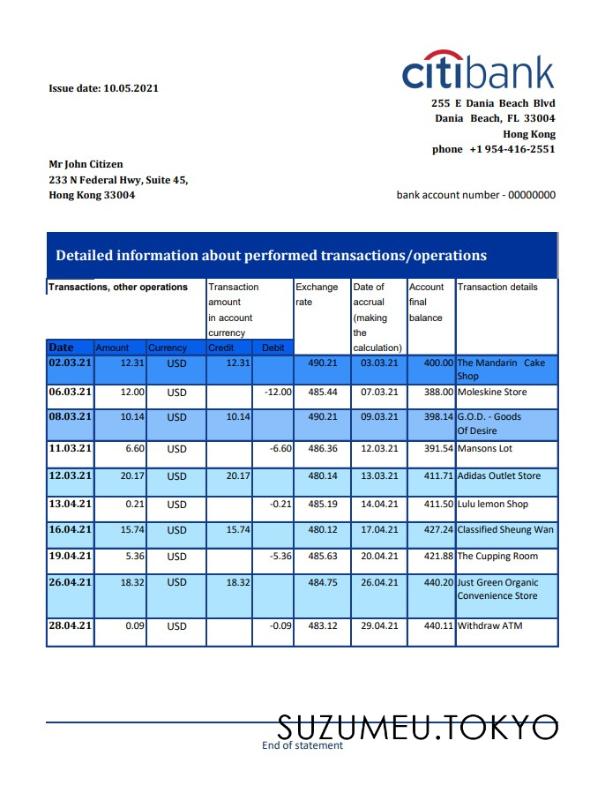 citibank
Issue date: 10.05.2021
255 E Dania Beach Blvd
Dania Beach, FL 33004
Hong Kong
phone +1 954-416-2551
Mr John Citizen
233 N Federal Hwy, Suite 45,
Hong Kong 33004
bank account number - 00000000
Detailed information about performed transactions/operations
Transactions, other operations
Transaction
amount
in account
currency
Exchange
rate
Date of
accrual
(making
the
calculation)
Account
final
balance
Transaction details
Date Amount Currency Credit Debit
02.03.21 12.31 USD 12.31 490.21 03.03.21 400.00 The Mandarin Cake
Shop
06.03.21 12.00 USD -12.00 485.44 07.03.21 388.00 Moleskine Store
08.03.21 10.14 USD 10.14 490.21 09.03.21 398.14 G.O.D. - Goods
Of Desire
11.03.21 6.60 USD -6.60 486.36 12.03.21 391.54 Mansons Lot
12.03.21 20.17 USD 20.17 480.14 13.03.21 411.71 Adidas Outlet Store
13.04.21 0.21 USD -0.21 485.19 14.04.21 411.50 Lulu lemon Shop
16.04.21 15.74 USD 15.74 480.12 17.04.21 427.24 Classified Sheung Wan
19.04.21 5.36 USD -5.36 485.63 20.04.21 421.88 The Cupping Room
26.04.21 18.32 USD 18.32 484.75 26.04.21 440.20 Just Green Organic
Convenience Store
28.04.21 0.09 USD -0.09 483.12 29.04.21 440.11 Withdraw ATM
SUZUMEU.TOKYO
End of statement